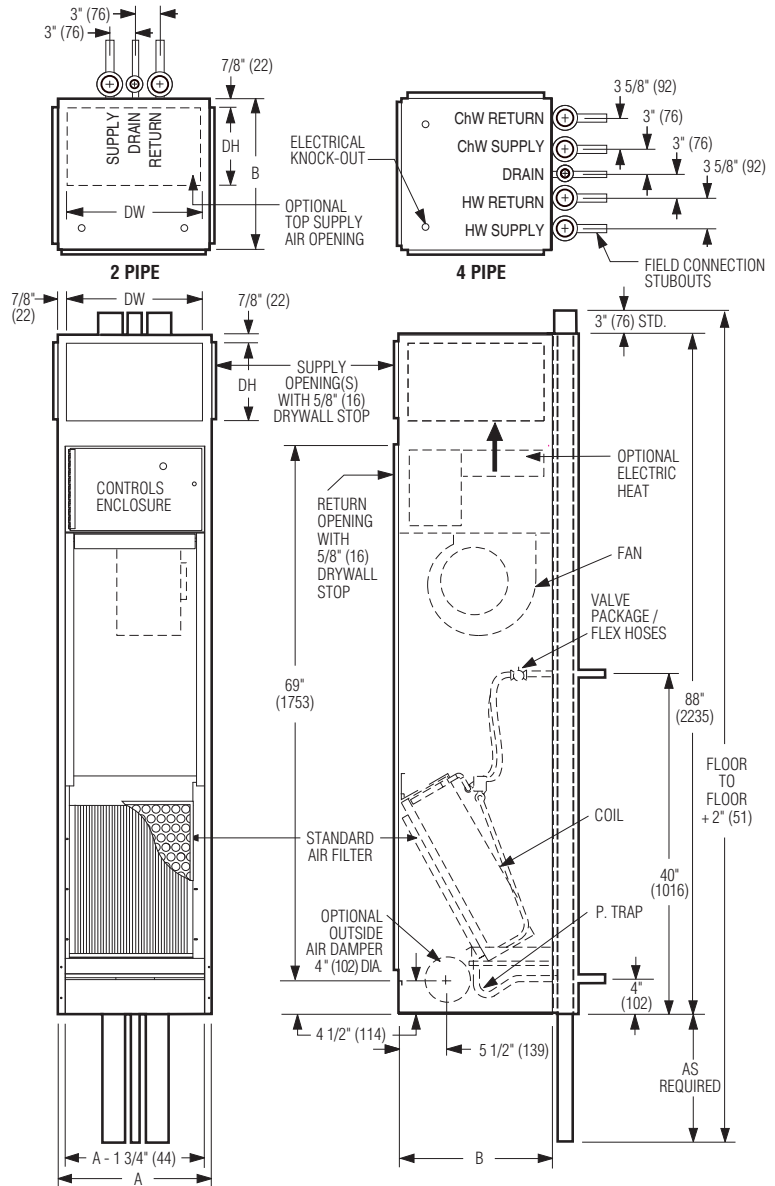 3" (76)
3" (76)
7/8" (22)
SUPPLY
DRAIN
RETURN
DH
B
DW
OPTIONAL
TOP SUPPLY
AIR OPENING
2 PIPE
ELECTRICAL
KNOCK-OUT
ChW RETURN
ChW SUPPLY
DRAIN
HW RETURN
HW SUPPLY
3 5/8" (92)
3" (76)
3" (76)
3 5/8" (92)
FIELD CONNECTION
STUBOUTS
4 PIPE
7/8"
(22)
DW
7/8" (22)
DH
SUPPLY
OPENING(S)
WITH 5/8" (16)
DRYWALL STOP
3" (76) STD.
CONTROLS
ENCLOSURE
RETURN
OPENING
WITH
5/8" (16)
DRYWALL
STOP
OPTIONAL
ELECTRIC
HEAT
FAN
VALVE
PACKAGE /
FLEX HOSES
69"
(1753)
88"
(2235)
FLOOR
TO
FLOOR
+ 2" (51)
STANDARD
AIR FILTER
COIL
40"
(1016)
OPTIONAL
OUTSIDE
AIR DAMPER
4" (102) DIA.
P. TRAP
4"
(102)
4 1/2" (114)
5 1/2" (139)
AS
REQUIRED
A - 1 3/4" (44)
A
B